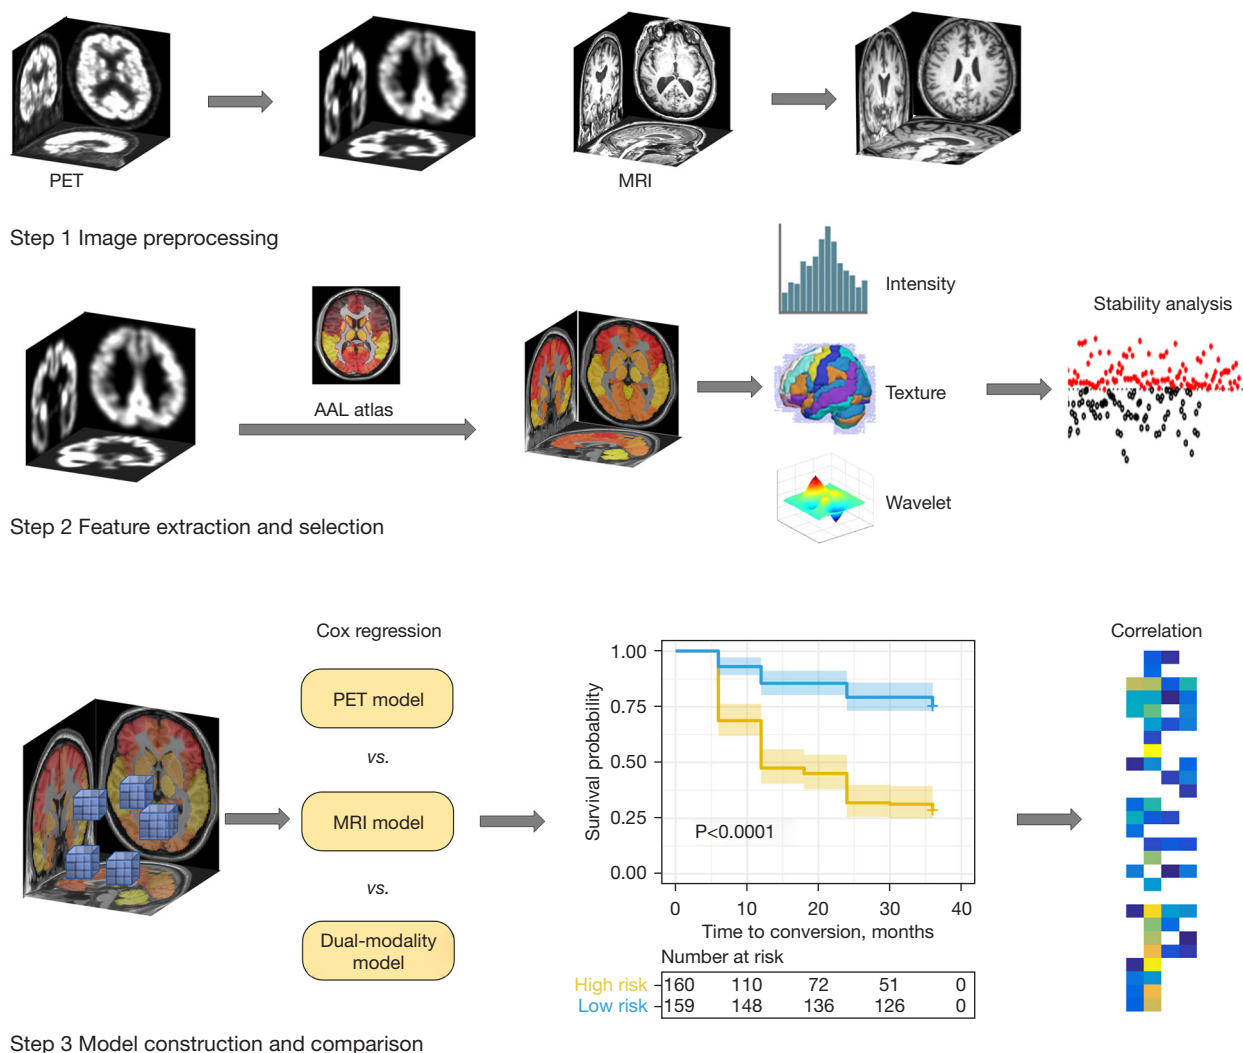 PET
MRI
Step 1 Image preprocessing
AAL atlas
Intensity
Texture
Wavelet
Stability analysis
Step 2 Feature extraction and selection
Cox regression
PET model
vs.
MRI model
vs.
Dual-modality
model
Survival probability
1.00
0.75
0.50
0.25
0.00
P<0.0001
0 10 20 30 40
Time to conversion, months
Number at risk
High risk 160 110 72 51 0
Low risk 159 148 136 126 0
Correlation
Step 3 Model construction and comparison